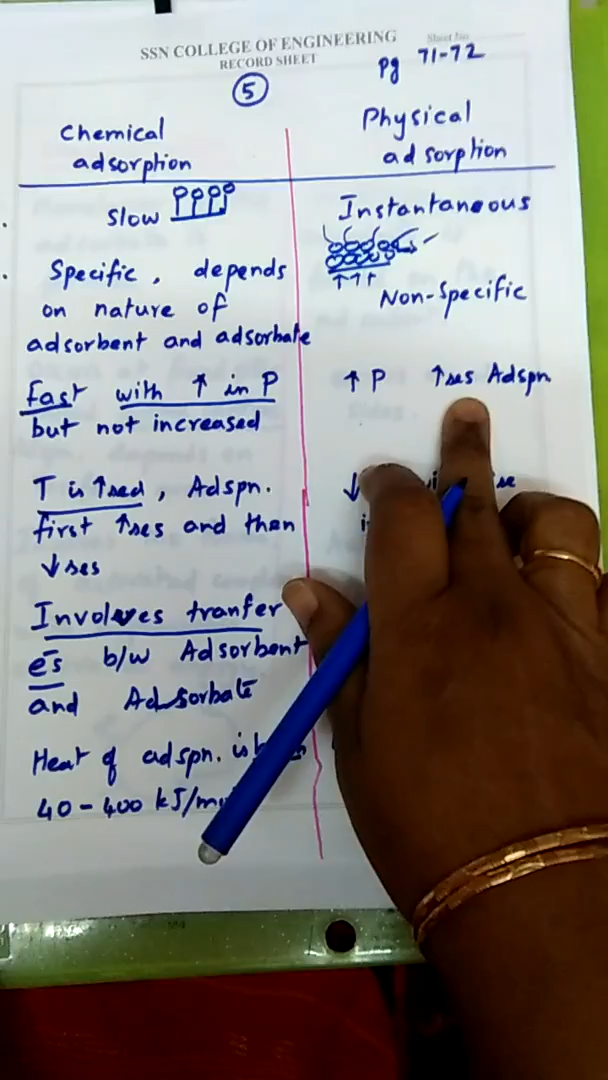 SSN COLLEGE OF ENGINEERING
Sheet No
RECORD SHEET
Pg 71-72
5
Chemical
adsorption
Physical
adsorption
Slow
Instantaneous
Specific, depends
on nature of
adsorbent and adsorbate
Non-Specific
Fast with ↑ in P
but not increased
↑ P ↑ses Adspn
T is ↑sed, Adspn.
first ↑ses and then
↓ses
Involves tranfer
e̅s b/w Adsorbent
and Adsorbate
Heat of adspn. is
40-400 kJ/